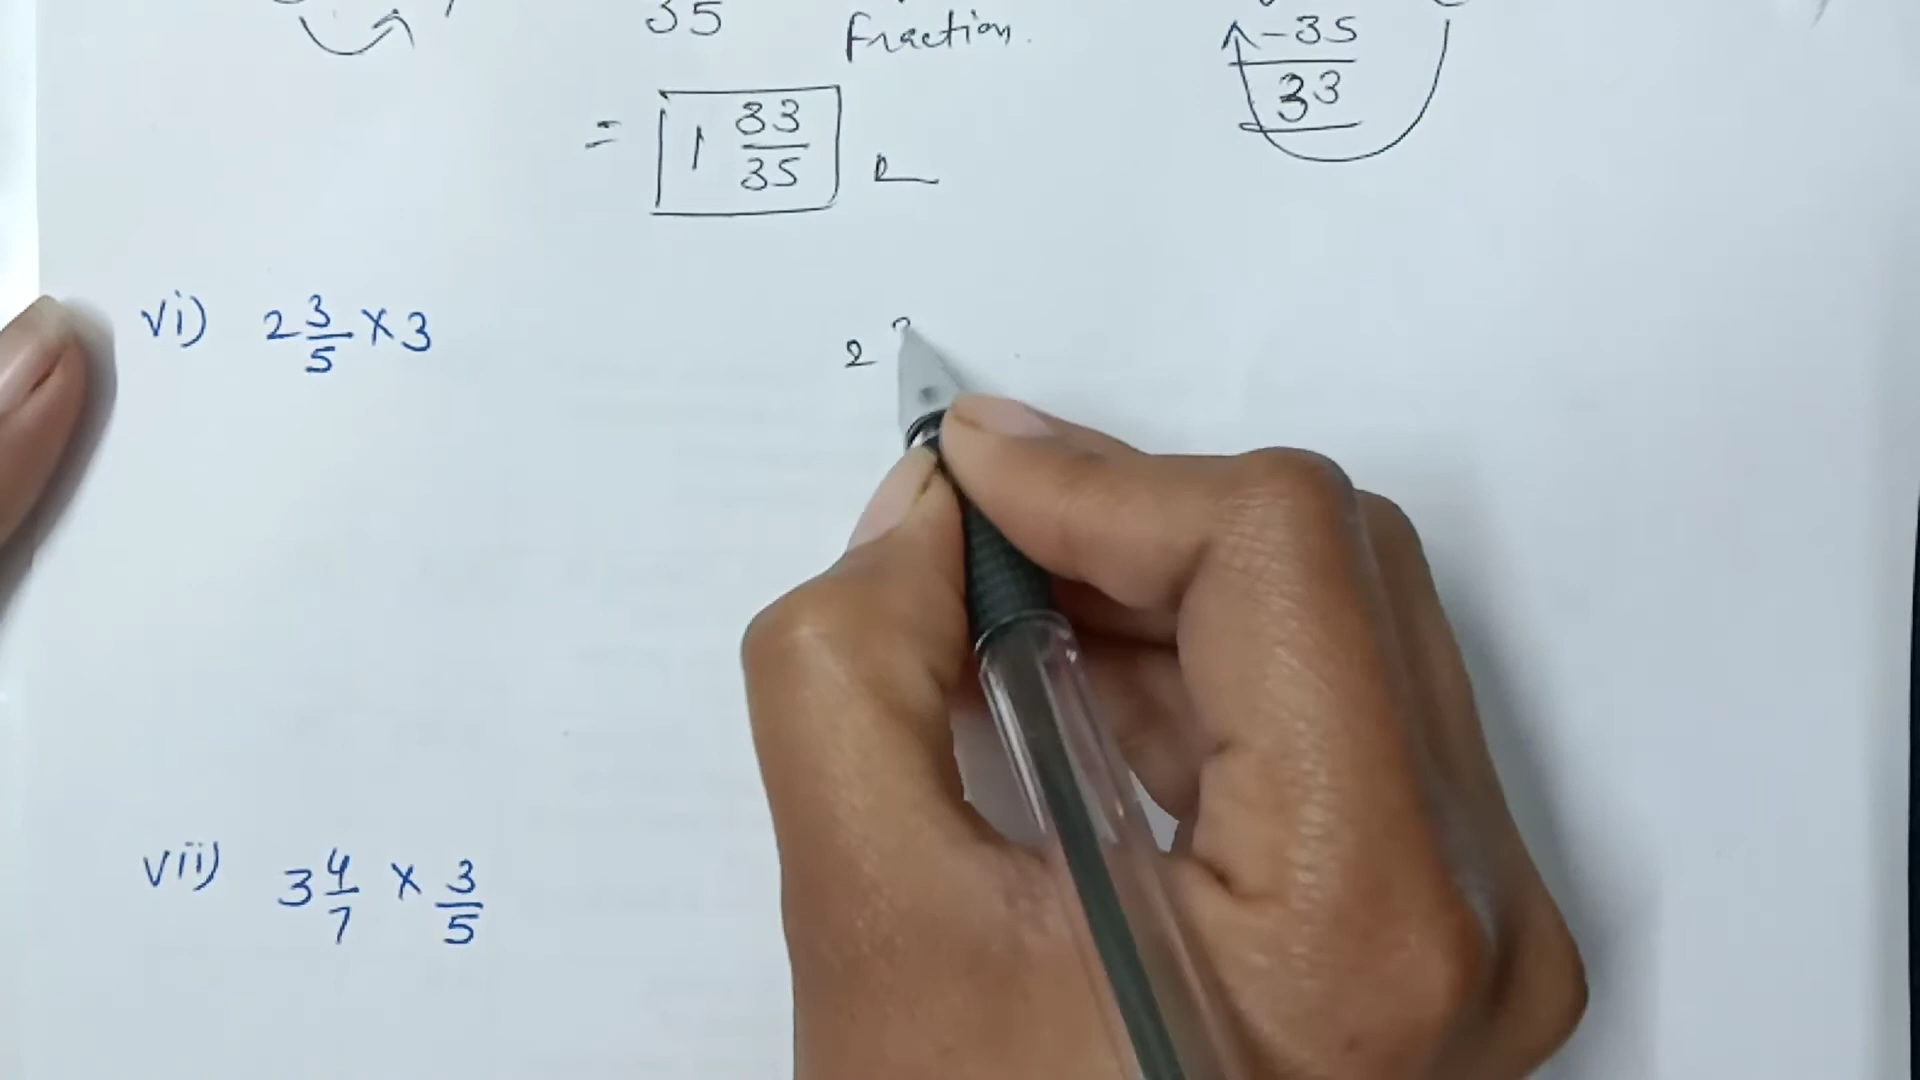 35 fraction. -35
33
= 1 33/35
vi) 2 3/5 × 3 2
vii) 3 4/7 × 3/5